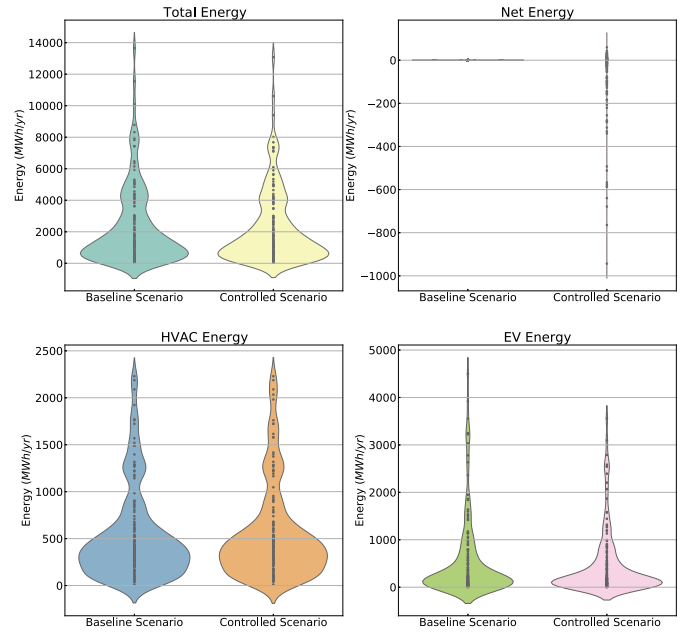 Total Energy
Energy (MWh/yr)
14000
12000
10000
8000
6000
4000
2000
0
Baseline Scenario
Controlled Scenario
Net Energy
Energy (MWh/yr)
0
−200
−400
−600
−800
−1000
Baseline Scenario
Controlled Scenario
HVAC Energy
Energy (MWh/yr)
2500
2000
1500
1000
500
0
Baseline Scenario
Controlled Scenario
EV Energy
Energy (MWh/yr)
5000
4000
3000
2000
1000
0
Baseline Scenario
Controlled Scenario